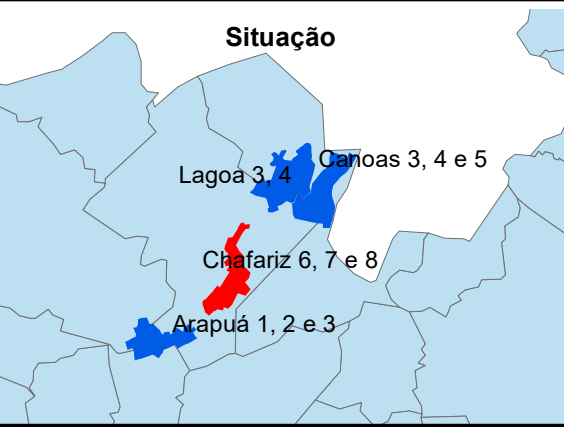 Situação
Canoas 3, 4 e 5
Lagoa 3, 4
Chafariz 6, 7 e 8
Arapuá 1, 2 e 3